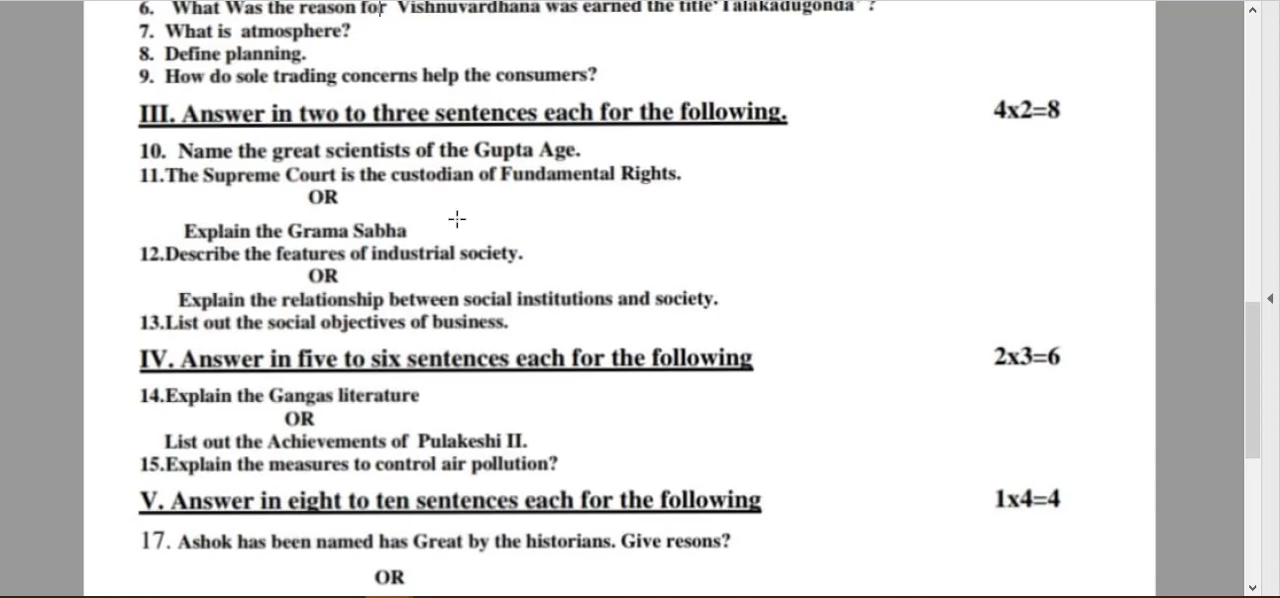 6. What Was the reason for Vishnuvardhana was earned the title'Talakadugonda' ?
7. What is atmosphere?
8. Define planning.
9. How do sole trading concerns help the consumers?
III. Answer in two to three sentences each for the following. 4x2=8
10. Name the great scientists of the Gupta Age.
11.The Supreme Court is the custodian of Fundamental Rights.
OR
Explain the Grama Sabha
12.Describe the features of industrial society.
OR
Explain the relationship between social institutions and society.
13.List out the social objectives of business.
IV. Answer in five to six sentences each for the following 2x3=6
14.Explain the Gangas literature
OR
List out the Achievements of Pulakeshi II.
15.Explain the measures to control air pollution?
V. Answer in eight to ten sentences each for the following 1x4=4
17. Ashok has been named has Great by the historians. Give resons?
OR